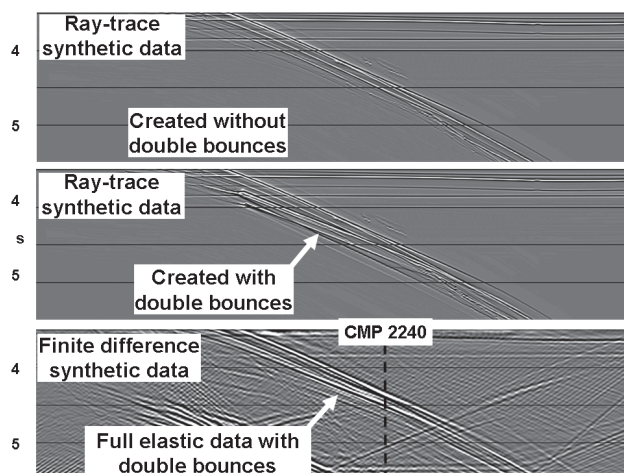 Ray-trace
synthetic data
4
Created without
double bounces
5
Ray-trace
synthetic data
4
s
Created with
double bounces
5
CMP 2240
Finite difference
synthetic data
4
Full elastic data with
double bounces
5